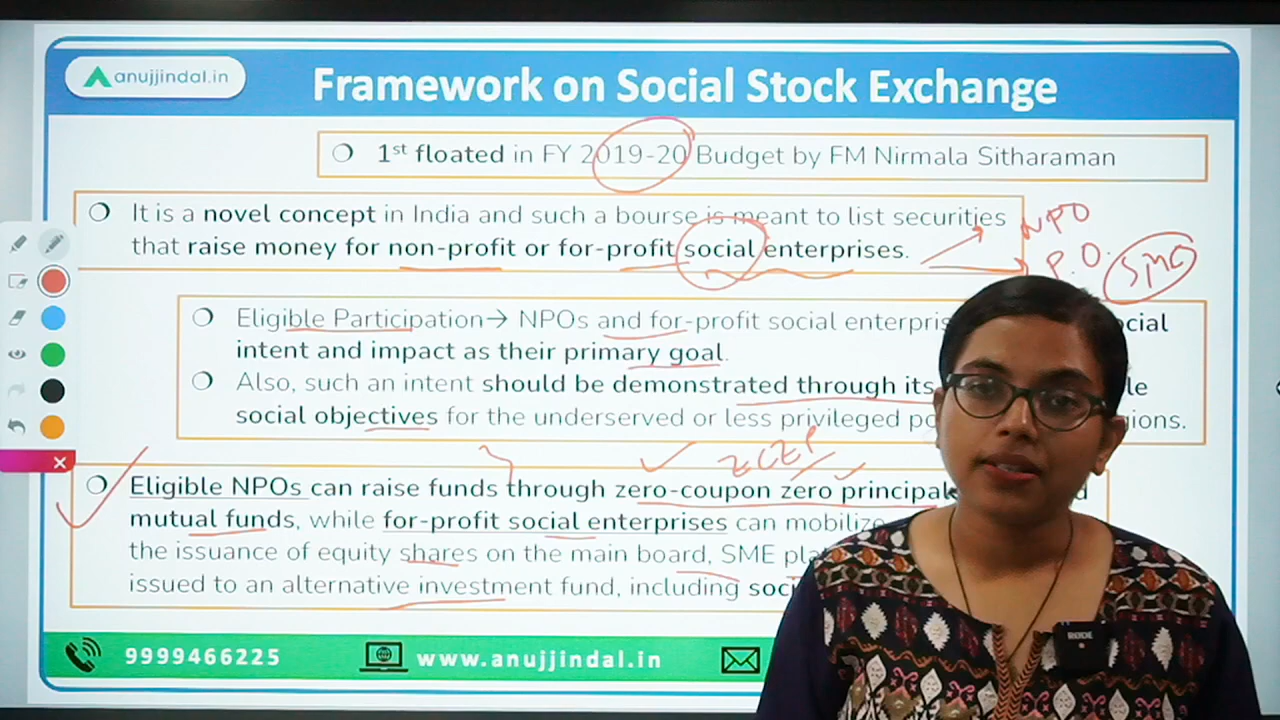 anujjindal.in
Framework on Social Stock Exchange
1st floated in FY 2019-20 Budget by FM Nirmala Sitharaman
It is a novel concept in India and such a bourse is meant to list securities
that raise money for non-profit or for-profit social enterprises.
NPO
P.O.
Eligible Participation→ NPOs and for-profit social enterpris
cial
intent and impact as their primary goal.
Also, such an intent should be demonstrated through its
le
social objectives for the underserved or less privileged po
ions.
ZCZP
Eligible NPOs can raise funds through zero-coupon zero principal
d
mutual funds, while for-profit social enterprises can mobilize
the issuance of equity shares on the main board, SME pla
issued to an alternative investment fund, including soci
9999466225
www.anujjindal.in